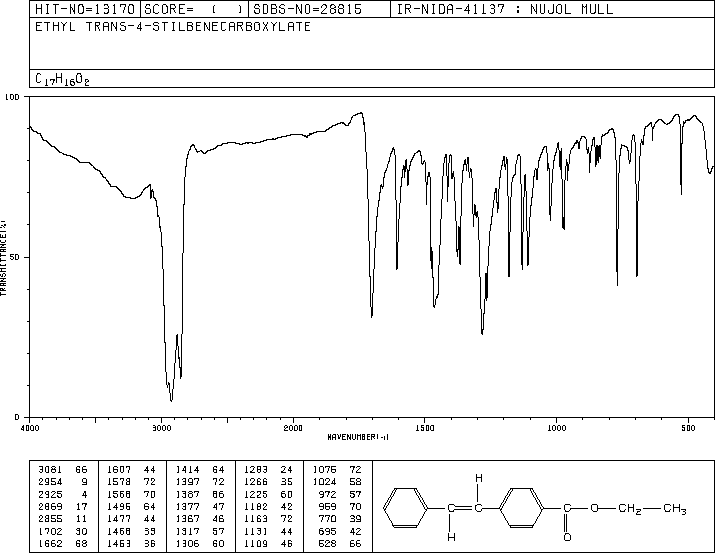 HIT-NO=13170 SCORE= ( ) SDBS-NO=28815 IR-NIDA-41137 : NUJOL MULL
ETHYL TRANS-4-STILBENECARBOXYLATE
C17H16O2
100
50
0
TRANSMITTANCE(%)
4000 3000 2000 1500 1000 500
WAVENUMBER(-1)
3081 66 1607 44 1414 64 1283 24 1076 72
2954 9 1578 72 1397 72 1266 35 1024 58
2925 4 1568 70 1387 86 1225 60 972 57
2869 17 1495 64 1377 47 1182 42 959 70
2855 11 1477 44 1367 46 1163 72 770 39
1702 30 1468 39 1317 57 1131 44 695 42
1662 68 1463 36 1306 60 1109 46 528 66
H
O CH2 CH3
H
O